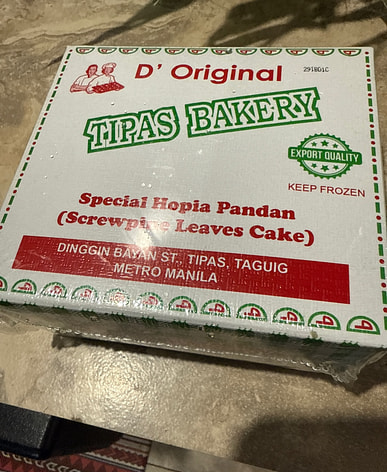 D' Original
TIPAS BAKERY
EXPORT QUALITY
KEEP FROZEN
Special Hopia Pandan
(Screwpine Leaves Cake)
DINGGIN BAYAN ST., TIPAS, TAGUIG
METRO MANILA